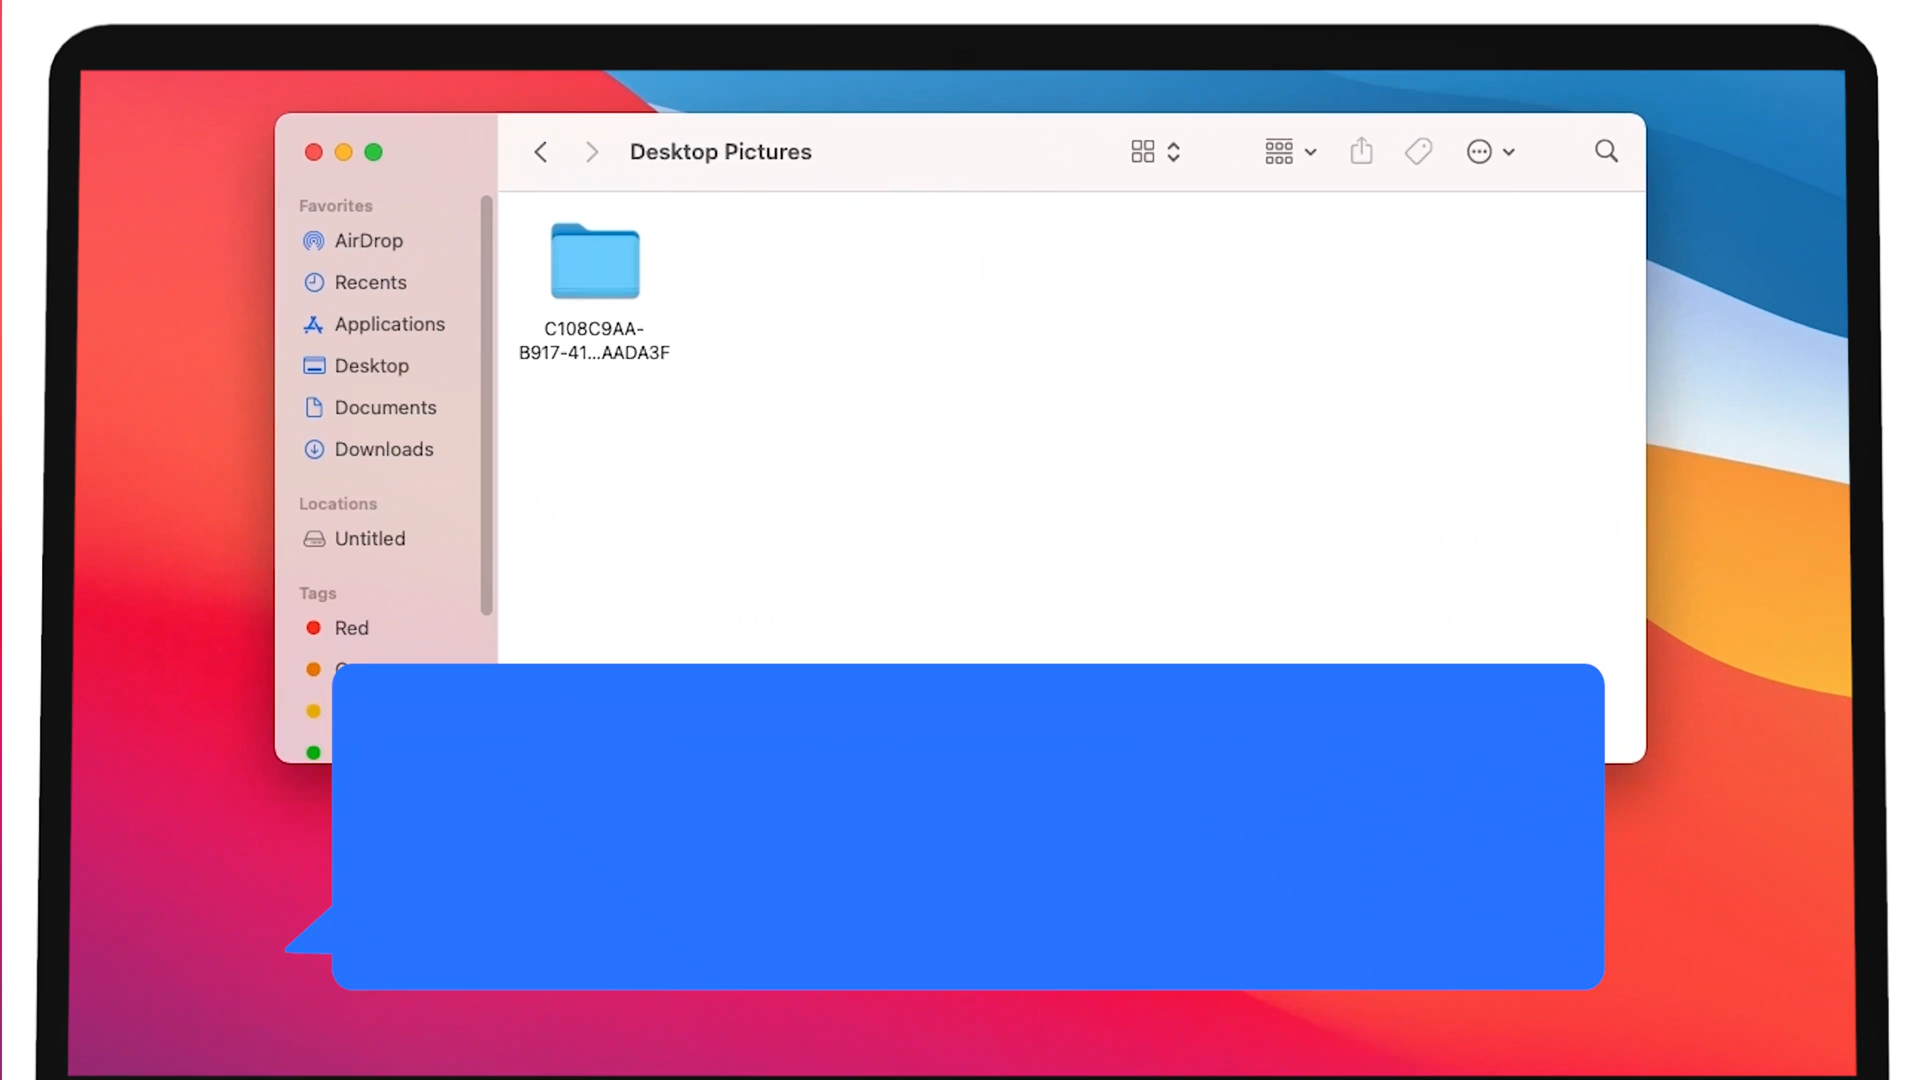 Desktop Pictures
Favorites
AirDrop
Recents
Applications
Desktop
Documents
Downloads
Locations
Untitled
Tags
Red
C108C9AA-
B917-41...AADA3F